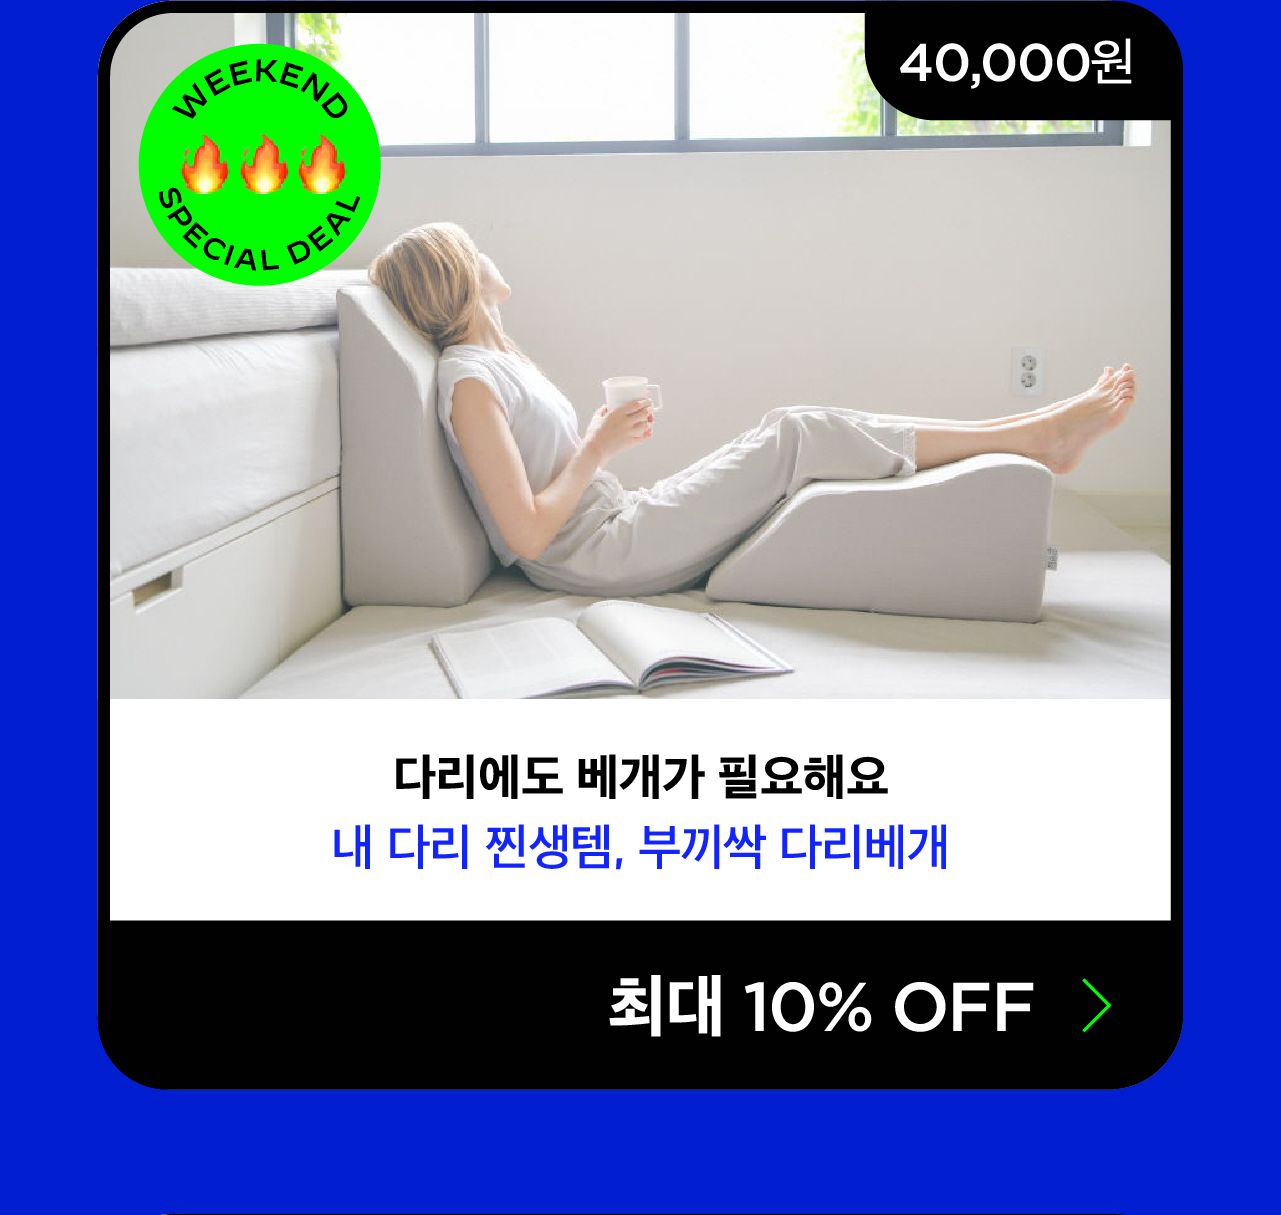 WEEKEND
SPECIAL DEAL
40,000원
다리에도 베개가 필요해요
내 다리 찐생템, 부끼싹 다리베개
최대 10% OFF